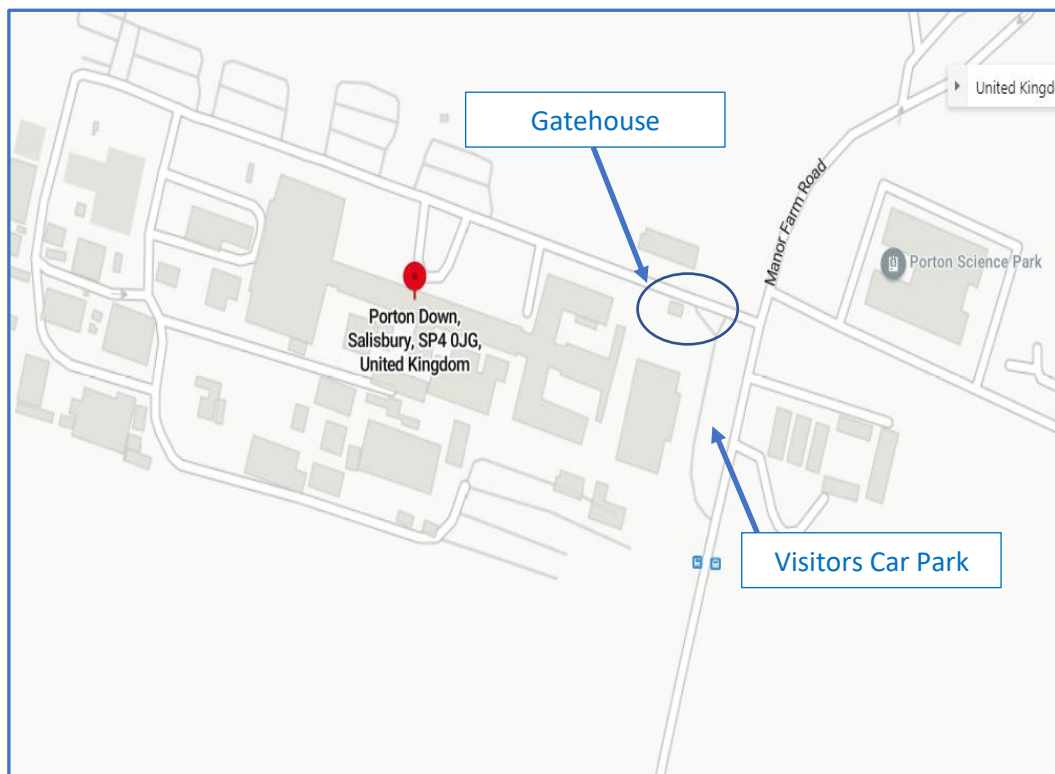 United Kingd
Gatehouse
Manor Farm Road
Porton Science Park
Porton Down,
Salisbury, SP4 0JG,
United Kingdom
Visitors Car Park